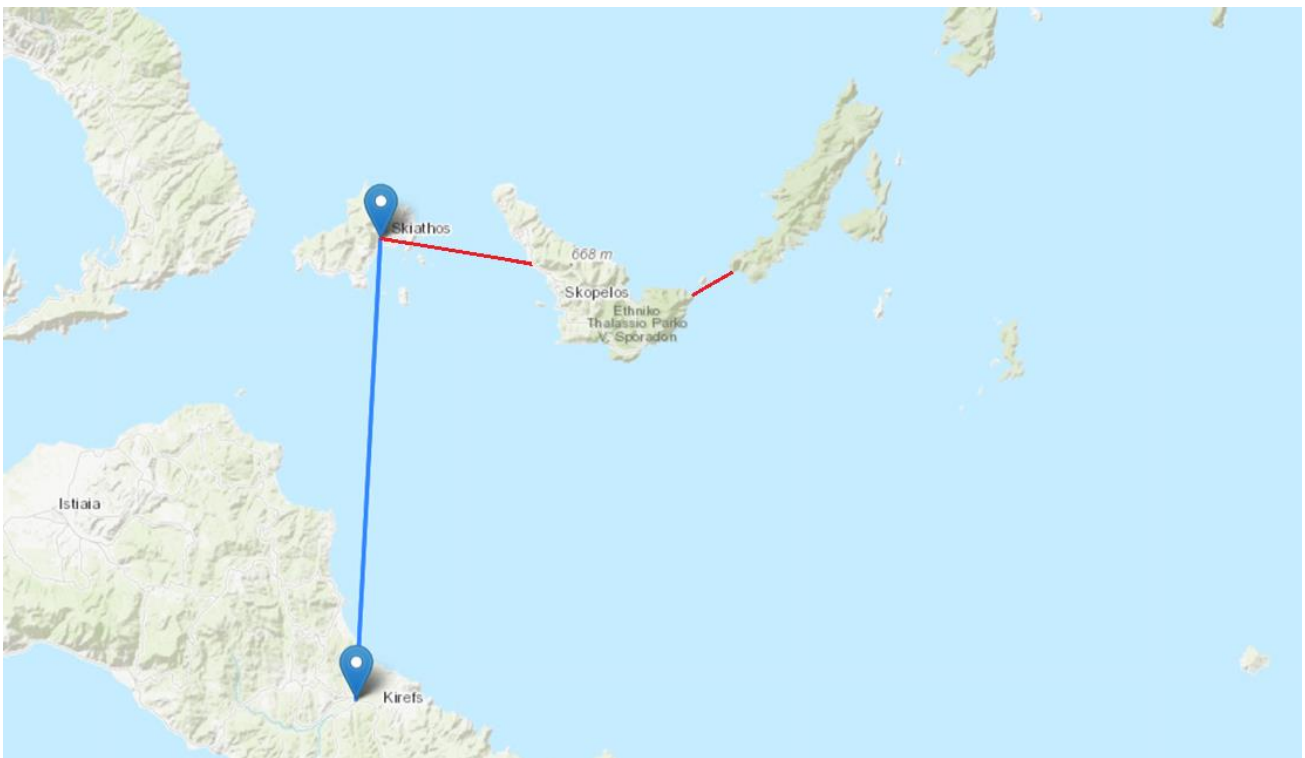 Skiathos
668 m
Skopelos
Ethniko
Thalassio Parko
V. Sporadon
Istiaia
Kirefs